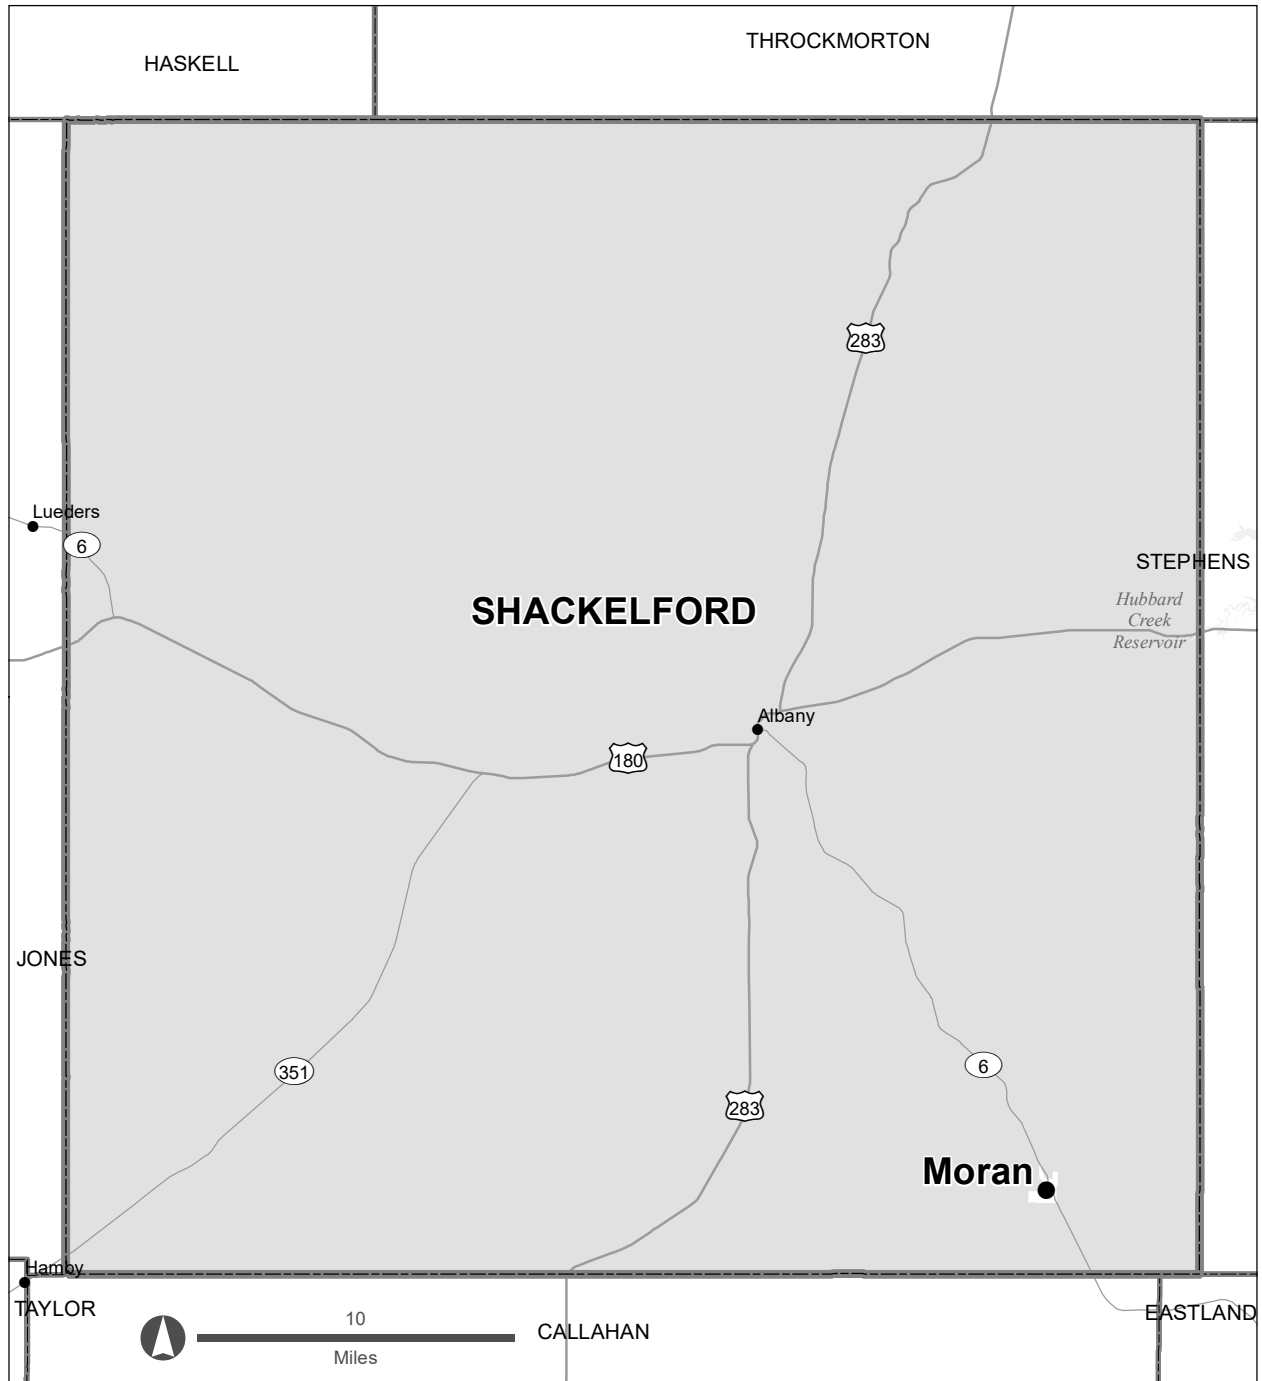 THROCKMORTON
HASKELL
283
Lueders
6
STEPHENS
Hubbard
Creek
Reservoir
SHACKELFORD
Albany
180
JONES
351
6
283
Moran
Hamby
TAYLOR
EASTLAND
10
Miles
CALLAHAN